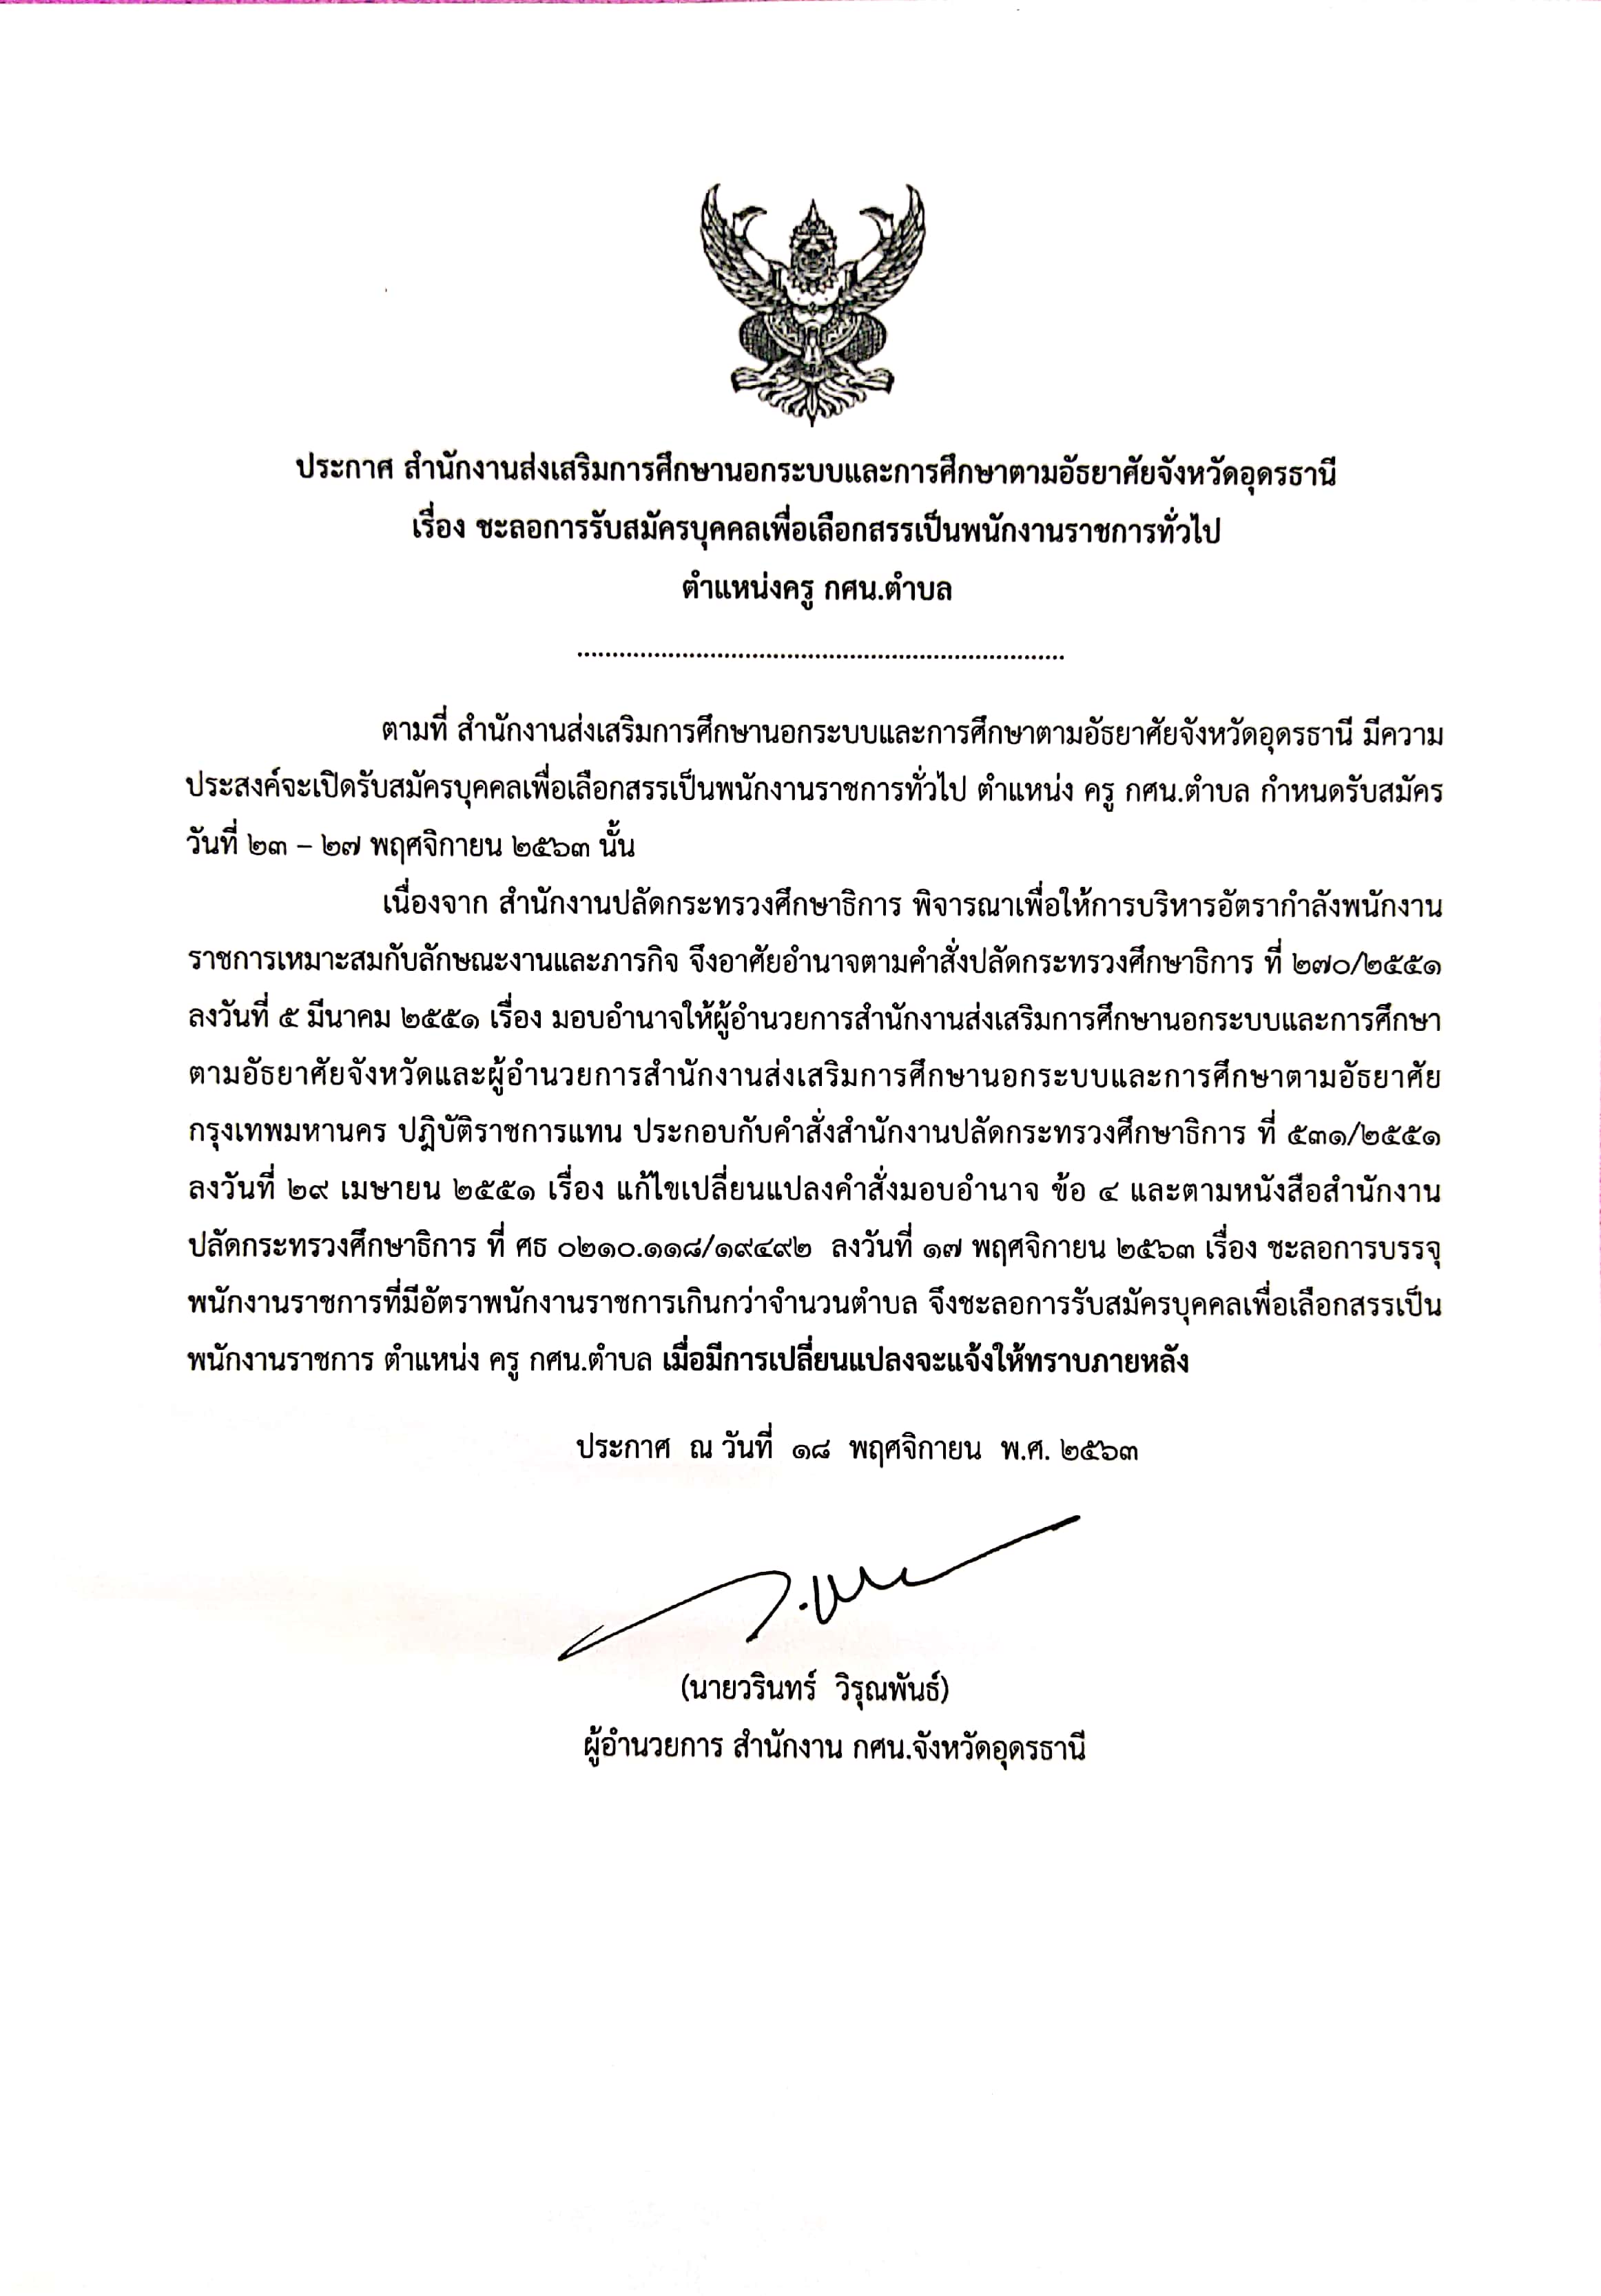 ประกาศ สำนักงานส่งเสริมการศึกษานอกระบบและการศึกษาตามอัธยาศัยจังหวัดอุดรธานี
เรื่อง ชะลอการรับสมัครบุคคลเพื่อเลือกสรรเป็นพนักงานราชการทั่วไป
ตำแหน่งครู กศน.ตำบล
......................................................................
ตามที่ สำนักงานส่งเสริมการศึกษานอกระบบและการศึกษาตามอัธยาศัยจังหวัดอุดรธานี มีความ
ประสงค์จะเปิดรับสมัครบุคคลเพื่อเลือกสรรเป็นพนักงานราชการทั่วไป ตำแหน่ง ครู กศน.ตำบล กำหนดรับสมัคร
วันที่ ๒๓ – ๒๗ พฤศจิกายน ๒๕๖๓ นั้น
เนื่องจาก สำนักงานปลัดกระทรวงศึกษาธิการ พิจารณาเพื่อให้การบริหารอัตรากำลังพนักงาน
ราชการเหมาะสมกับลักษณะงานและภารกิจ จึงอาศัยอำนาจตามคำสั่งปลัดกระทรวงศึกษาธิการ ที่ ๒๗๐/๒๕๕๑
ลงวันที่ ๕ มีนาคม ๒๕๕๑ เรื่อง มอบอำนาจให้ผู้อำนวยการสำนักงานส่งเสริมการศึกษานอกระบบและการศึกษา
ตามอัธยาศัยจังหวัดและผู้อำนวยการสำนักงานส่งเสริมการศึกษานอกระบบและการศึกษาตามอัธยาศัย
กรุงเทพมหานคร ปฎิบัติราชการแทน ประกอบกับคำสั่งสำนักงานปลัดกระทรวงศึกษาธิการ ที่ ๕๓๑/๒๕๕๑
ลงวันที่ ๒๙ เมษายน ๒๕๕๑ เรื่อง แก้ไขเปลี่ยนแปลงคำสั่งมอบอำนาจ ข้อ ๔ และตามหนังสือสำนักงาน
ปลัดกระทรวงศึกษาธิการ ที่ ศธ ๐๒๑๐.๑๑๘/๑๙๔๙๒ ลงวันที่ ๑๗ พฤศจิกายน ๒๕๖๓ เรื่อง ชะลอการบรรจุ
พนักงานราชการที่มีอัตราพนักงานราชการเกินกว่าจำนวนตำบล จึงชะลอการรับสมัครบุคคลเพื่อเลือกสรรเป็น
พนักงานราชการ ตำแหน่ง ครู กศน.ตำบล เมื่อมีการเปลี่ยนแปลงจะแจ้งให้ทราบภายหลัง
ประกาศ ณ วันที่ ๑๘ พฤศจิกายน พ.ศ. ๒๕๖๓
(นายวรินทร์ วิรุณพันธ์)
ผู้อำนวยการ สำนักงาน กศน.จังหวัดอุดรธานี